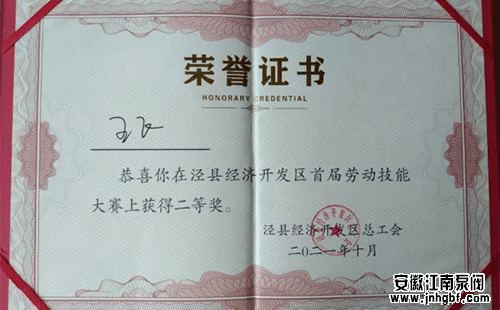 荣誉证书
HONORARY CREDENTIAL
恭喜你在泾县经济开发区首届劳动技能
大赛上获得二等奖。
泾县经济开发区总工会
二〇二一年十月
安徽江南泵阀
www.jnhgbf.com